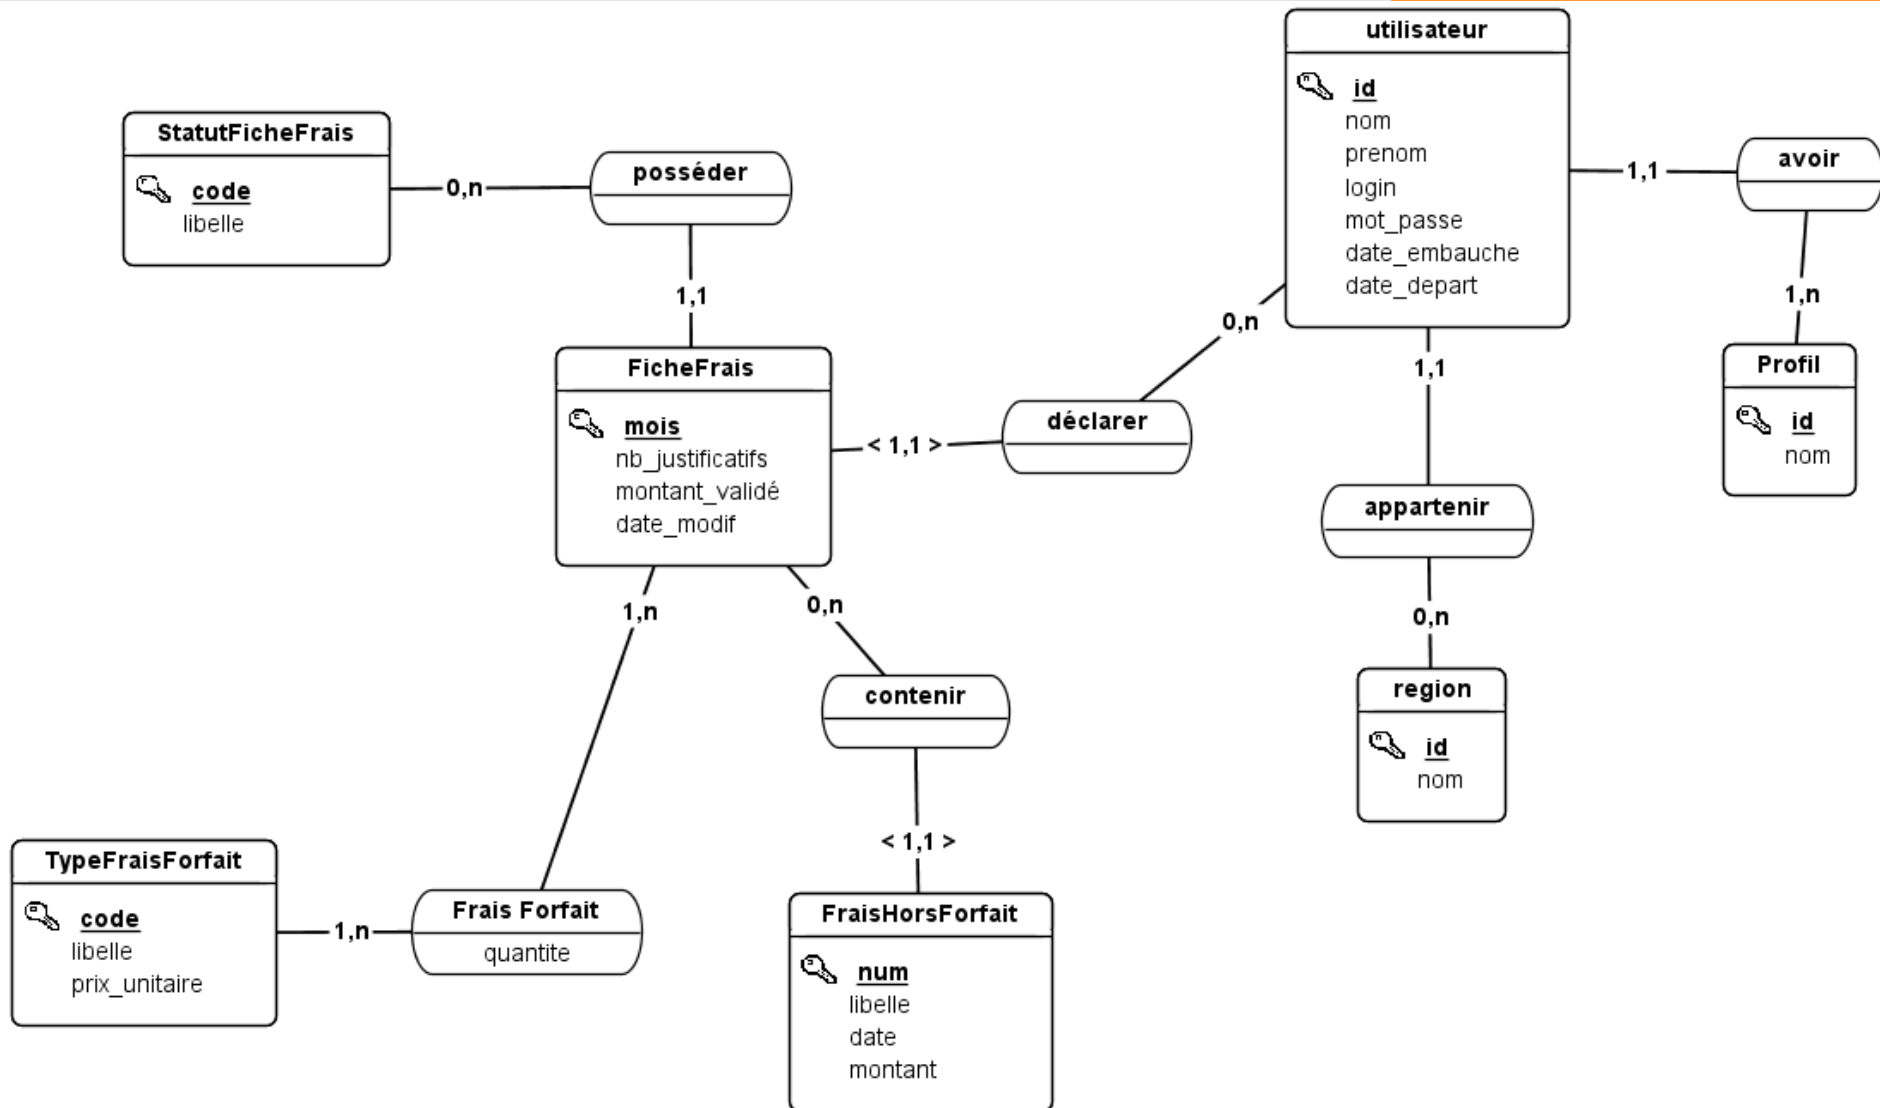 utilisateur
id
nom
prenom
login
mot_passe
date_embauche
date_depart
StatutFicheFrais
code
libelle
0,n
posséder
1,1
1,1
avoir
1,n
Profil
id
nom
FicheFrais
mois
nb_justificatifs
montant_validé
date_modif
< 1,1 >
déclarer
0,n
1,1
appartenir
0,n
region
id
nom
1,n
0,n
contenir
< 1,1 >
TypeFraisForfait
code
libelle
prix_unitaire
1,n
Frais Forfait
quantite
FraisHorsForfait
num
libelle
date
montant